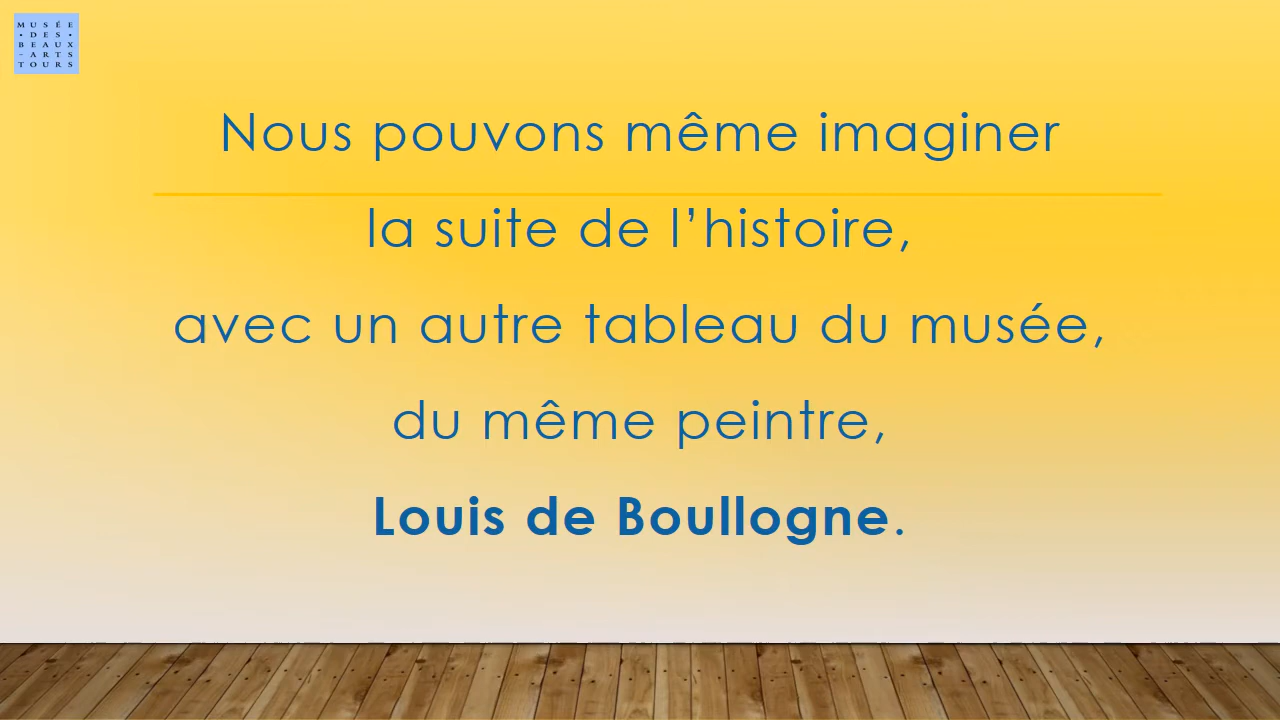 MUSÉE
• DES •
BEAUX
- ARTS
TOURS
Nous pouvons même imaginer
la suite de l’histoire,
avec un autre tableau du musée,
du même peintre,
Louis de Boullogne.